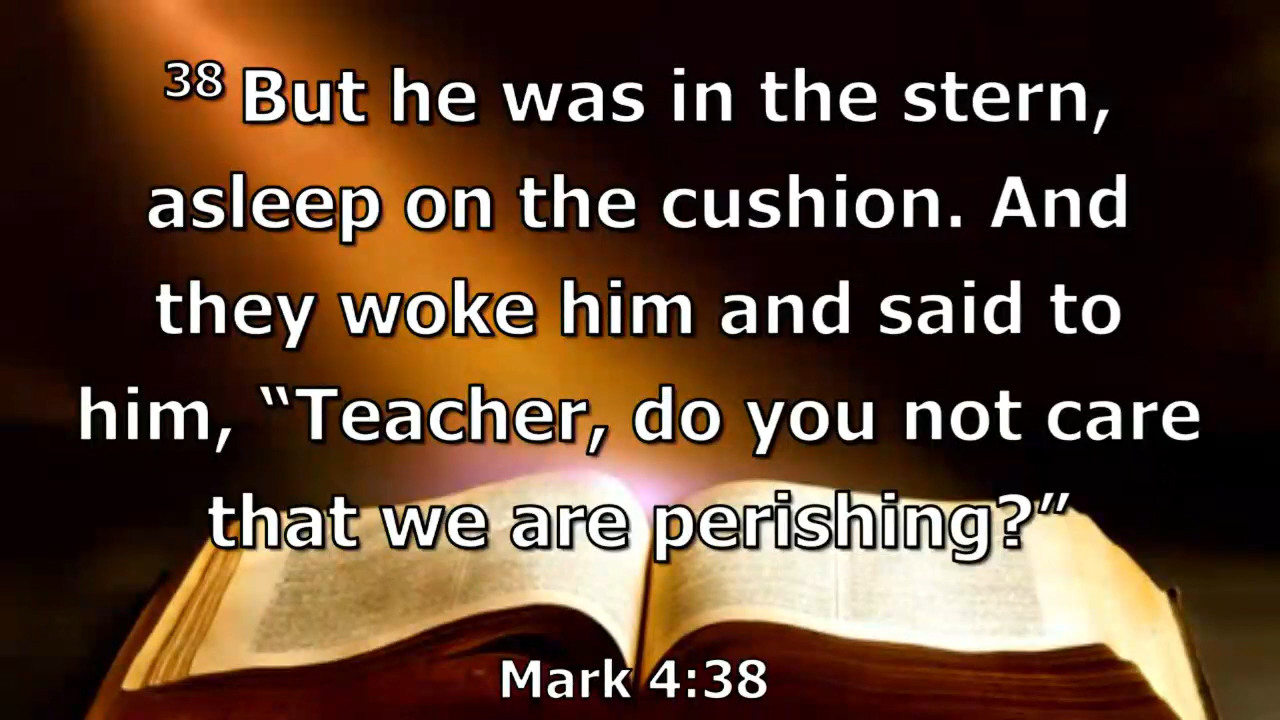 ³⁸ But he was in the stern,
asleep on the cushion. And
they woke him and said to
him, “Teacher, do you not care
that we are perishing?”
Mark 4:38